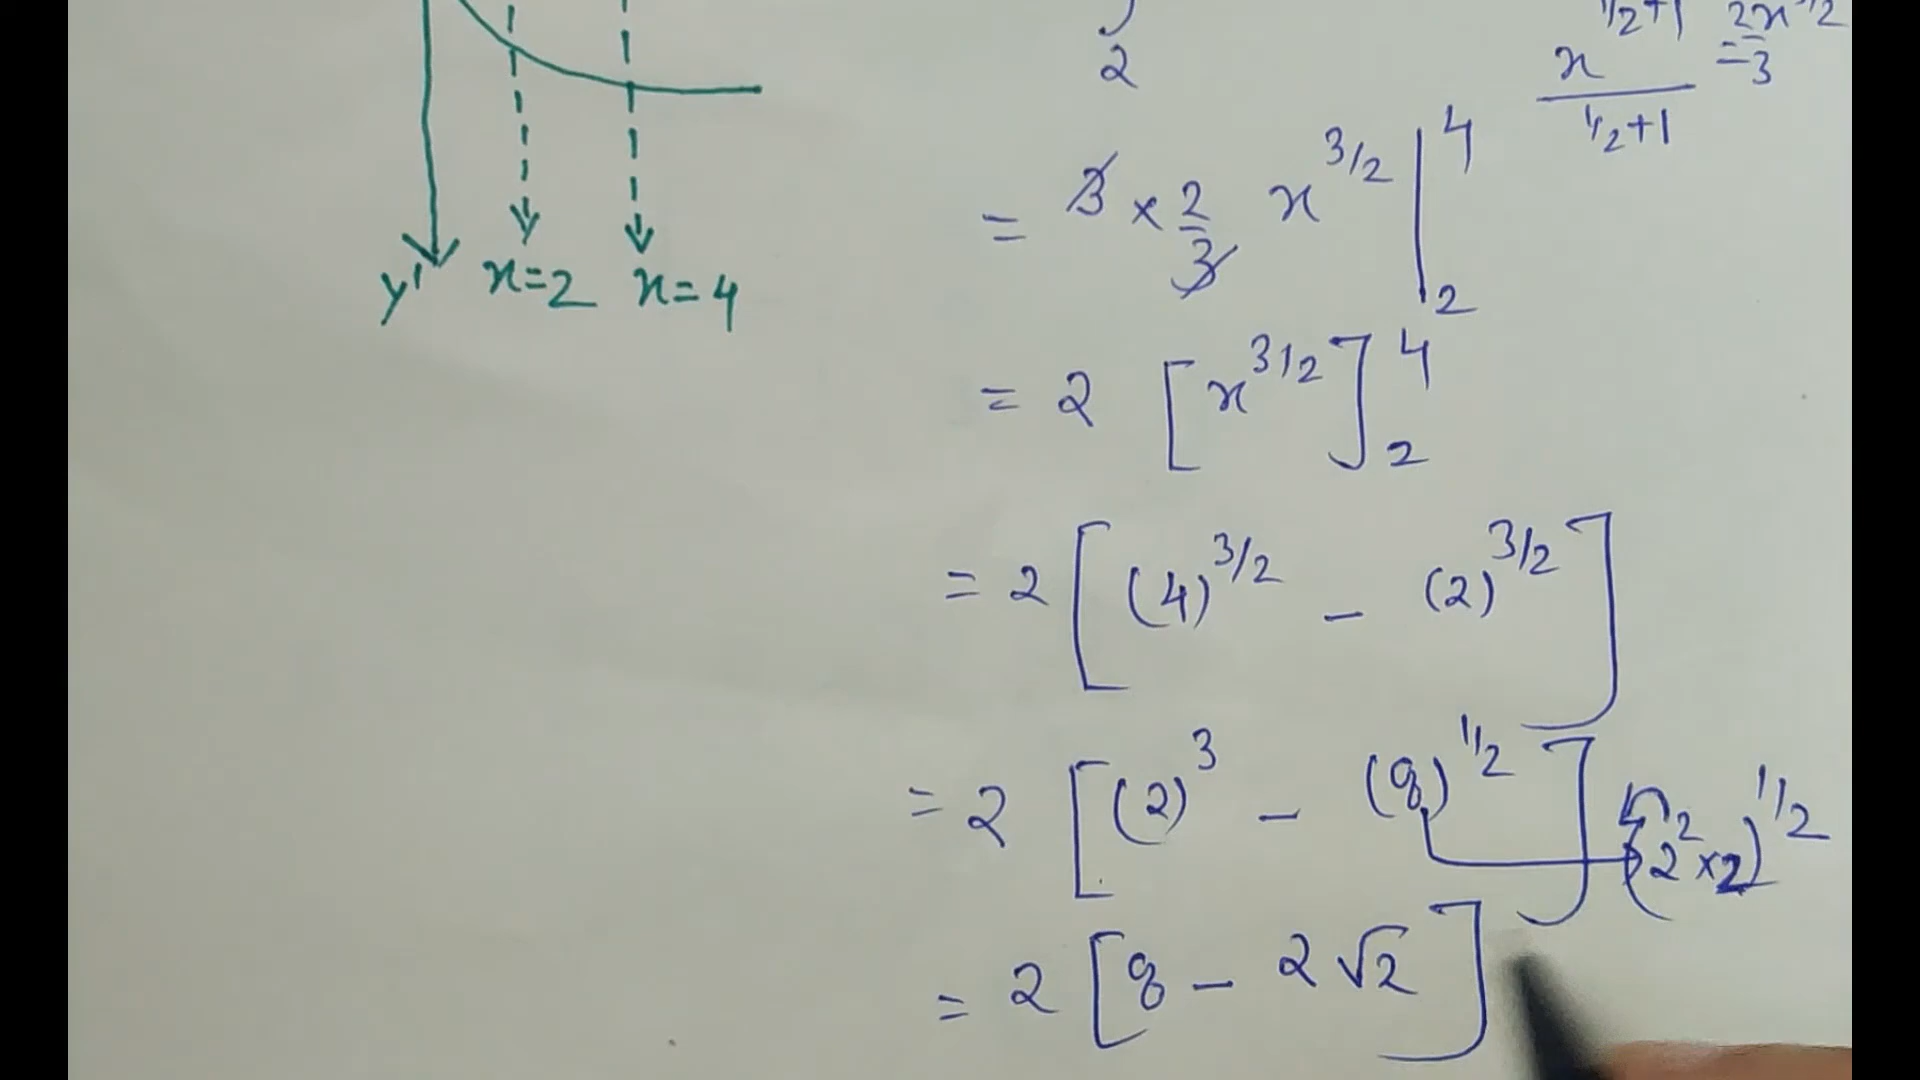 2
x^(1/2+1) / (1/2+1) = 2x^(3/2) / 3
= 3 × 2/3 x^(3/2) |_2^4
y' x=2 x=4
= 2 [x^(3/2)]_2^4
= 2 [(4)^(3/2) - (2)^(3/2)]
= 2 [(2)^3 - (8)^(1/2)] (2^2 × 2)^(1/2)
= 2 [8 - 2√2]